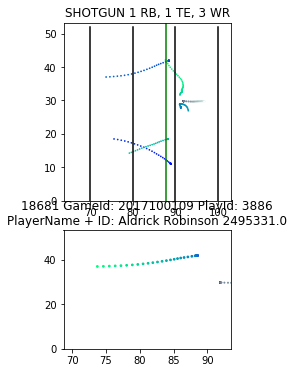 SHOTGUN 1 RB, 1 TE, 3 WR
50
40
30
20
10
0
70 80 90 100
18681 GameId: 2017100109 PlayId: 3886
PlayerName + ID: Aldrick Robinson 2495331.0
40
20
0
70 75 80 85 90